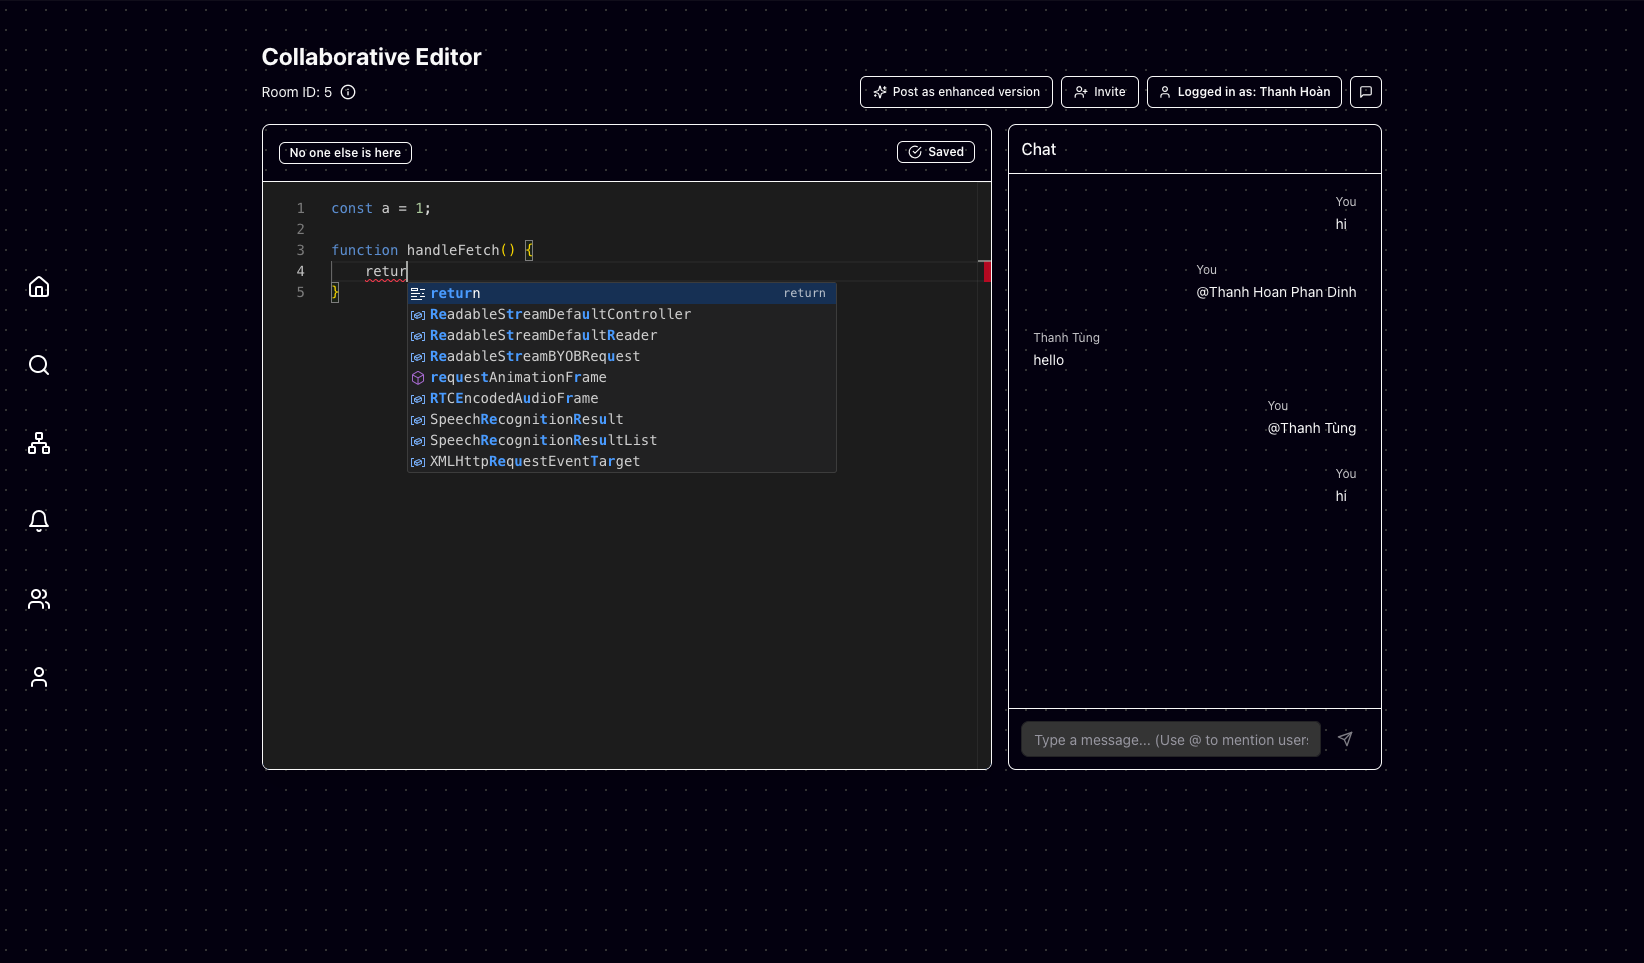 Collaborative Editor
Room ID: 5
Post as enhanced version
Invite
Logged in as: Thanh Hoàn
No one else is here
Saved
1 const a = 1;
2
3 function handleFetch() {
4 retur
5 }
return return
ReadableStreamDefaultController
ReadableStreamDefaultReader
ReadableStreamBYOBRequest
requestAnimationFrame
RTCEncodedAudioFrame
SpeechRecognitionResult
SpeechRecognitionResultList
XMLHttpRequestEventTarget
Chat
You
hi
You
@Thanh Hoan Phan Dinh
Thanh Tùng
hello
You
@Thanh Tùng
You
hí
Type a message... (Use @ to mention users